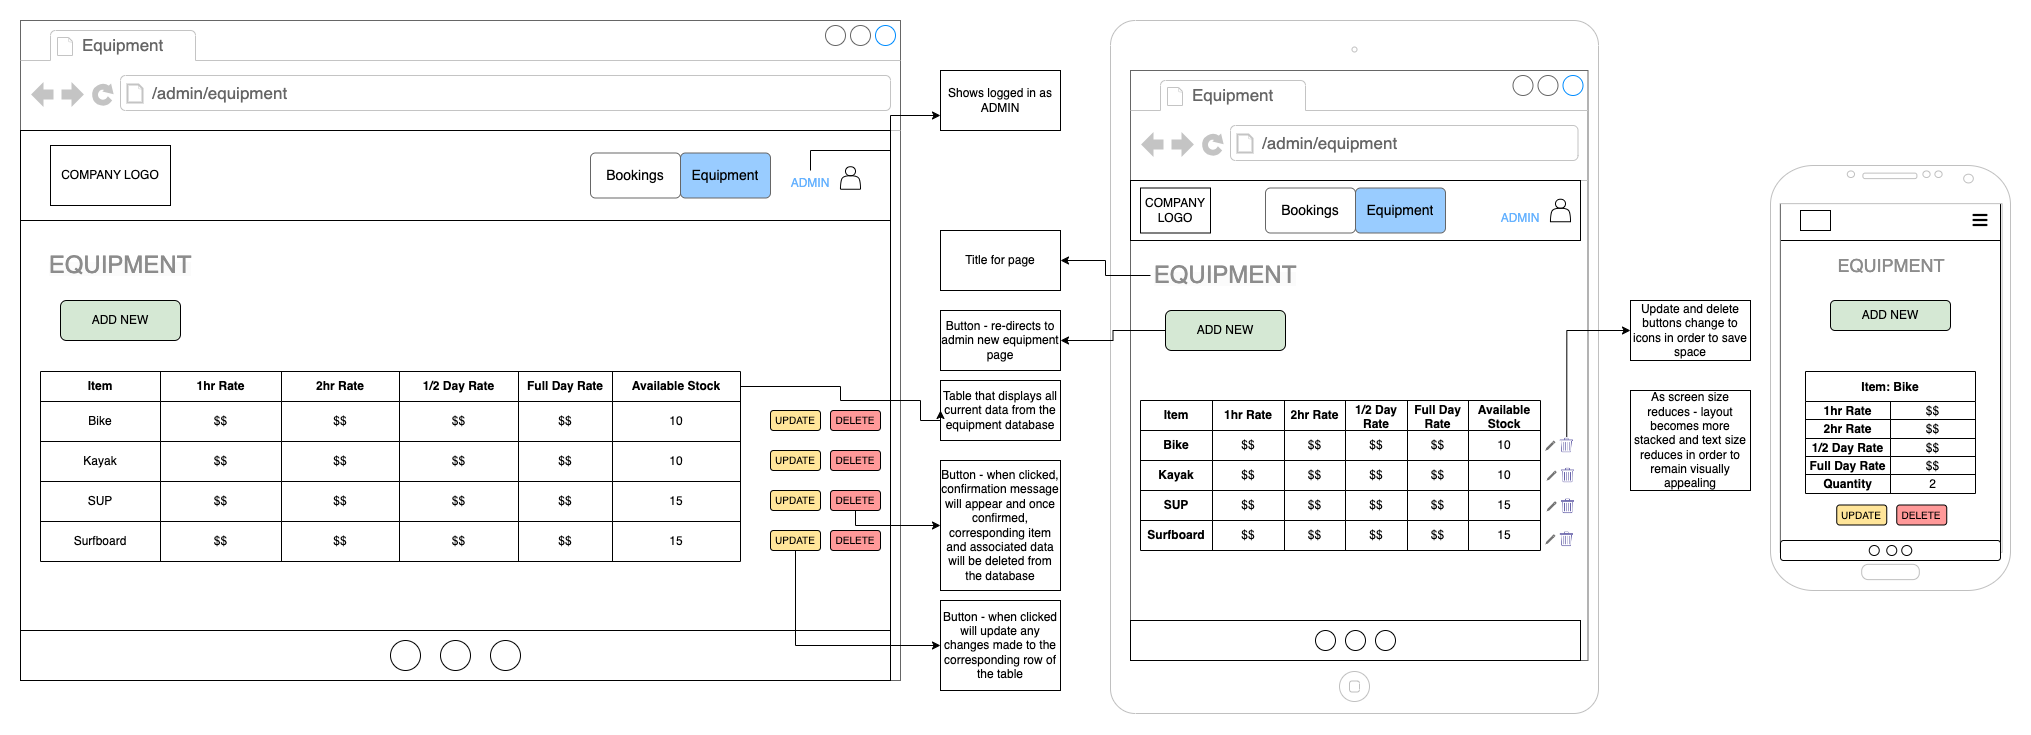 Equipment
/admin/equipment
COMPANY LOGO
Bookings
Equipment
ADMIN
EQUIPMENT
ADD NEW
Item 1hr Rate 2hr Rate 1/2 Day Rate Full Day Rate Available Stock
Bike $$ $$ $$ $$ 10 UPDATE DELETE
Kayak $$ $$ $$ $$ 10 UPDATE DELETE
SUP $$ $$ $$ $$ 15 UPDATE DELETE
Surfboard $$ $$ $$ $$ 15 UPDATE DELETE
Shows logged in as
ADMIN
Title for page
Button - re-directs to
admin new equipment
page
Table that displays all
current data from the
equipment database
Button - when clicked,
confirmation message
will appear and once
confirmed,
corresponding item
and associated data
will be deleted from
the database
Button - when clicked
will update any
changes made to the
corresponding row of
the table
Equipment
/admin/equipment
COMPANY
LOGO
Bookings
Equipment
ADMIN
EQUIPMENT
ADD NEW
Item 1hr Rate 2hr Rate 1/2 Day Rate Full Day Rate Available Stock
Bike $$ $$ $$ $$ 10
Kayak $$ $$ $$ $$ 10
SUP $$ $$ $$ $$ 15
Surfboard $$ $$ $$ $$ 15
Update and delete
buttons change to
icons in order to save
space
As screen size
reduces - layout
becomes more
stacked and text size
reduces in order to
remain visually
appealing
EQUIPMENT
ADD NEW
Item: Bike
1hr Rate $$
2hr Rate $$
1/2 Day Rate $$
Full Day Rate $$
Quantity 2
UPDATE DELETE